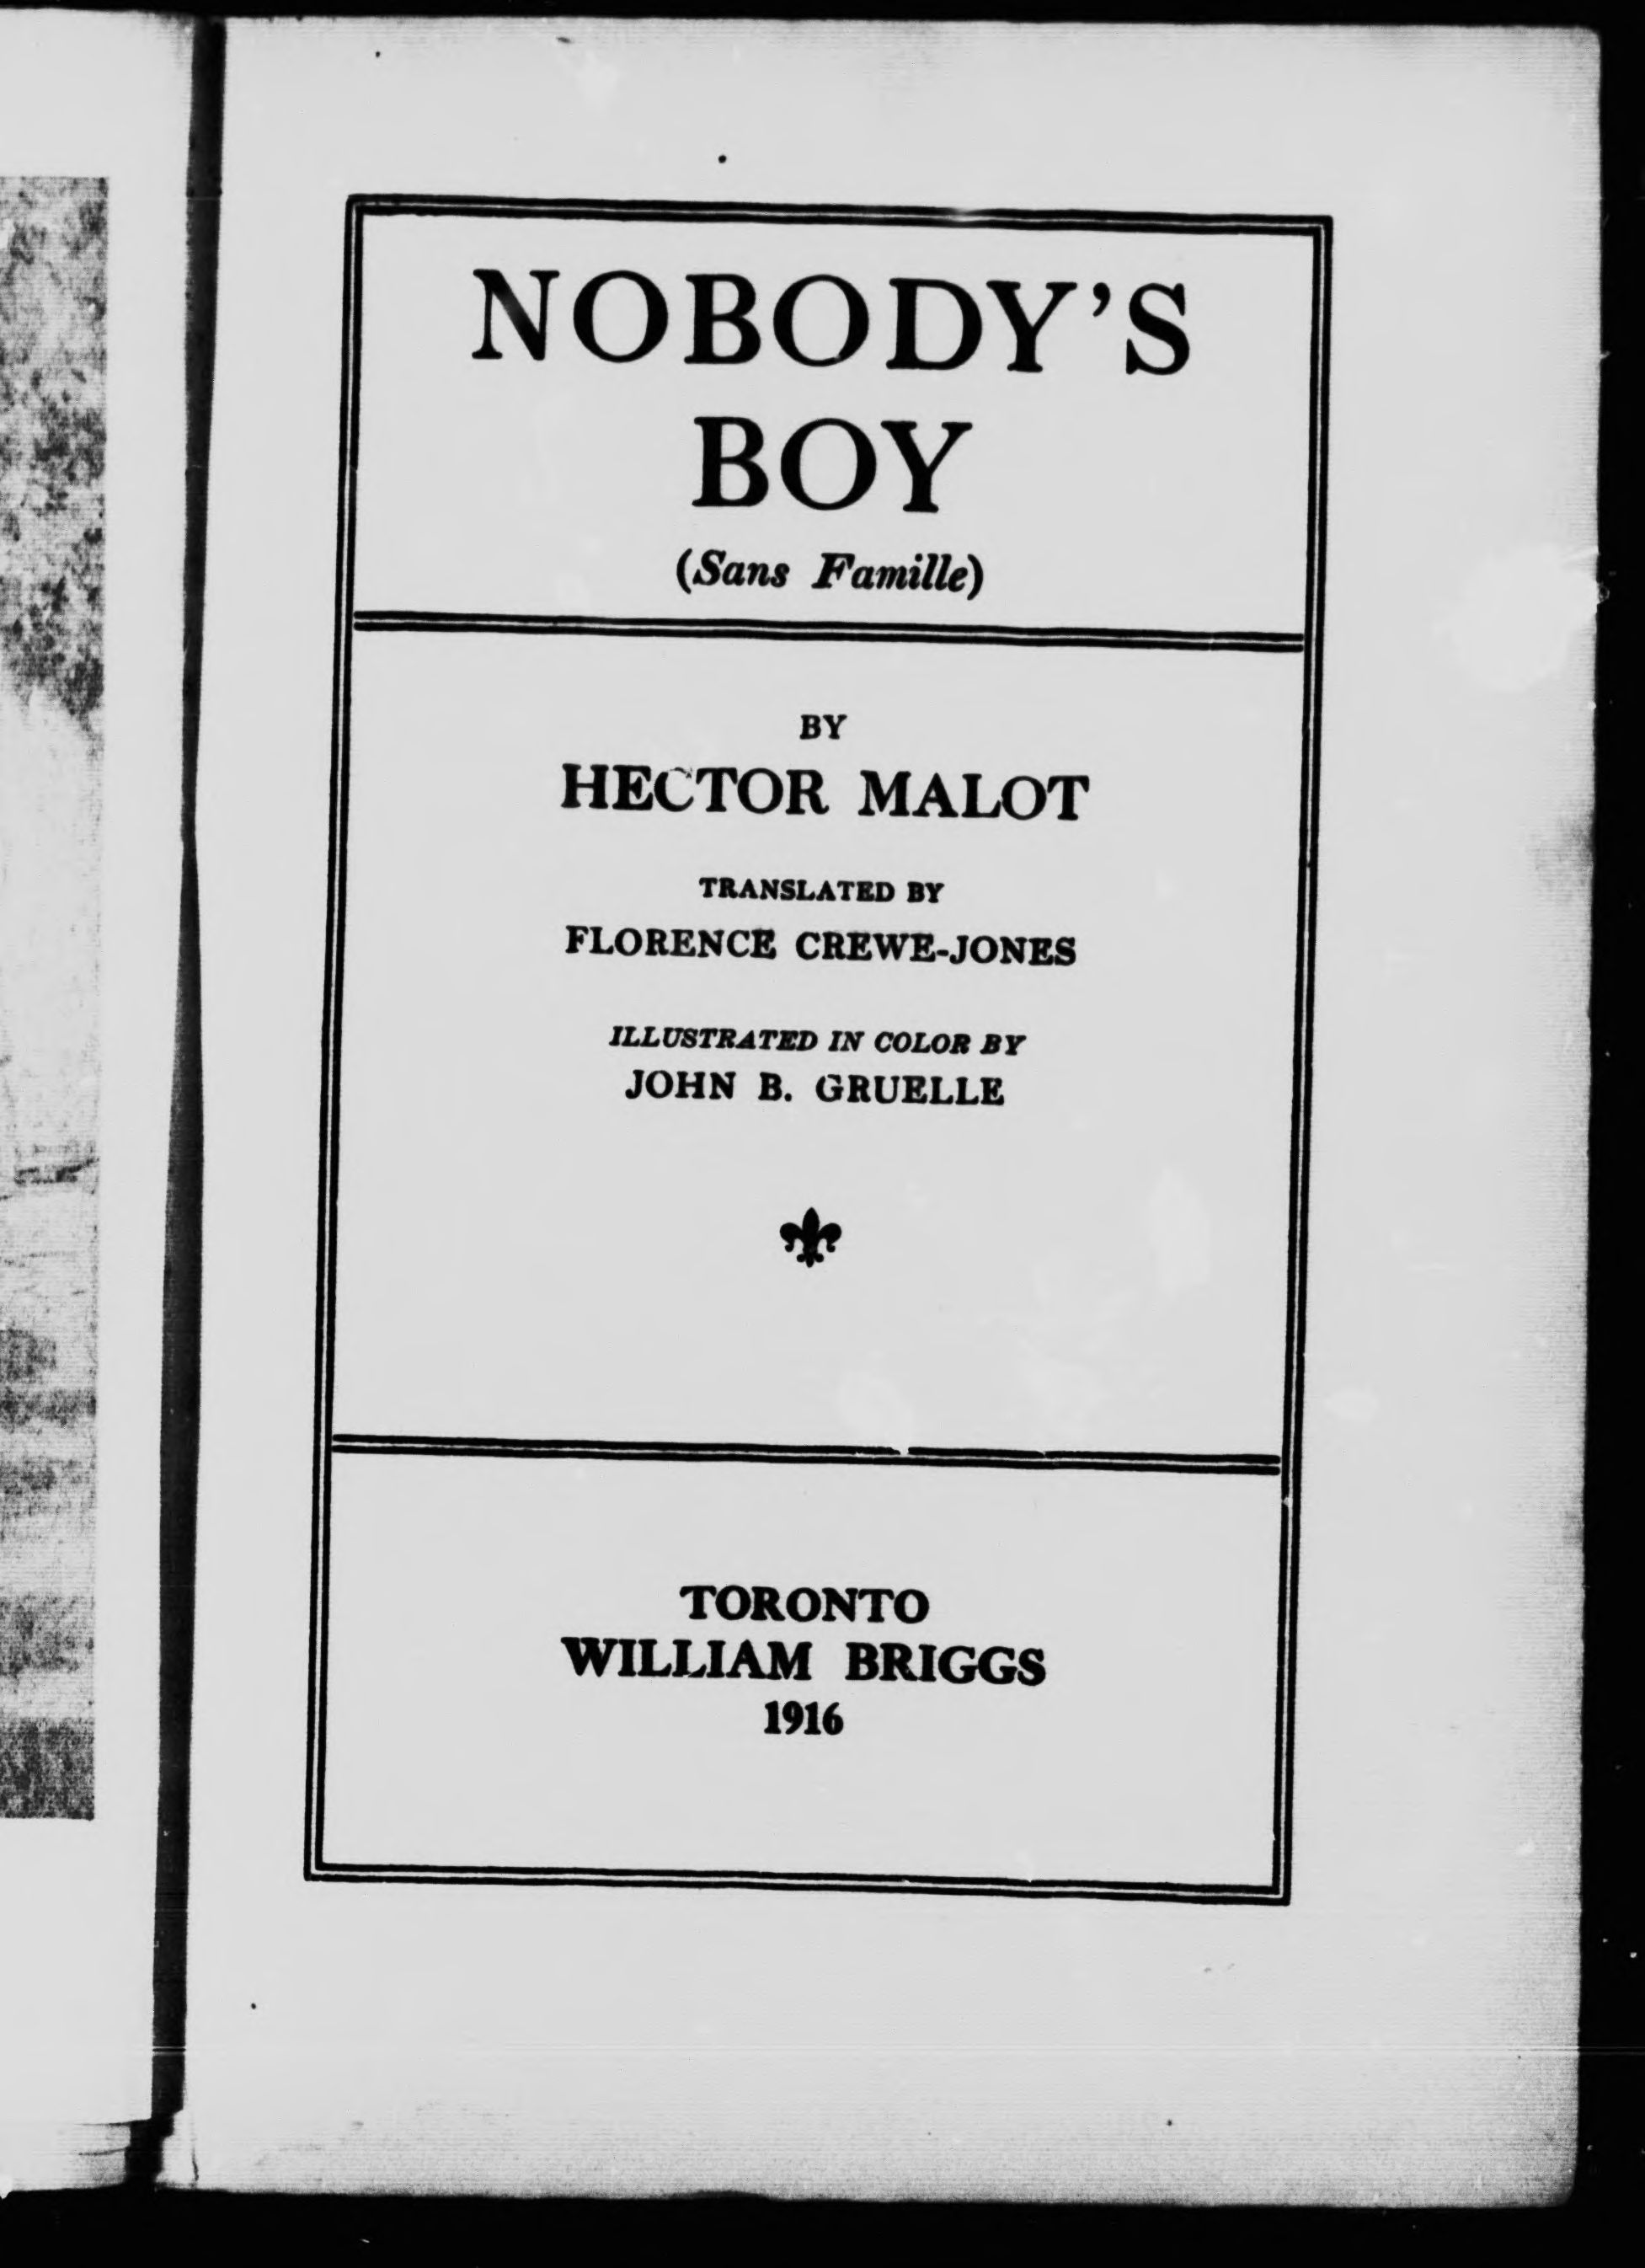 NOBODY'S
BOY
(Sans Famille)
BY
HECTOR MALOT
TRANSLATED BY
FLORENCE CREWE-JONES
ILLUSTRATED IN COLOR BY
JOHN B. GRUELLE
TORONTO
WILLIAM BRIGGS
1916